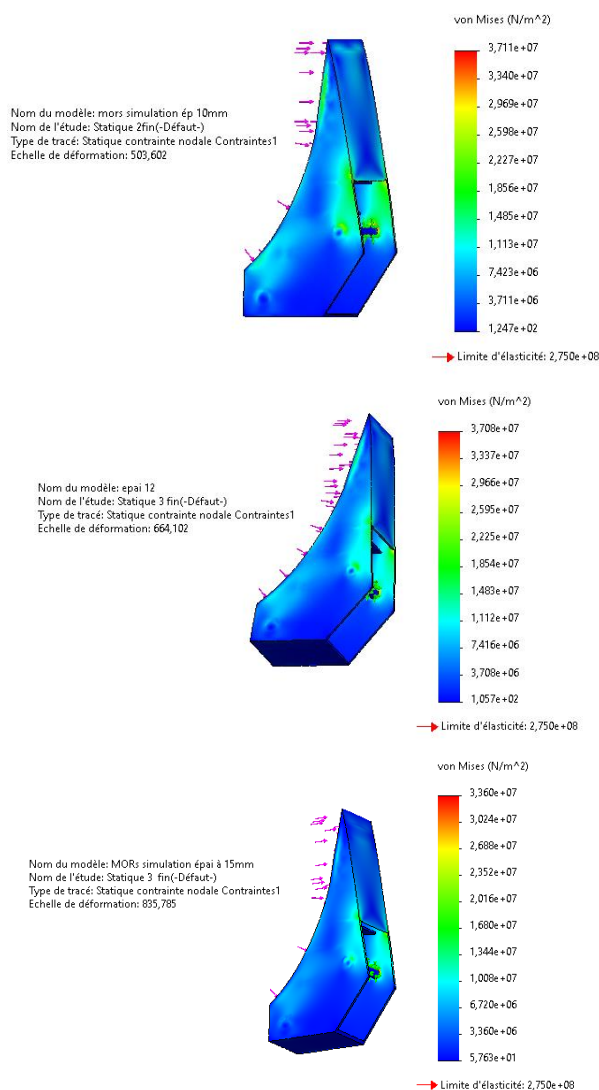 von Mises (N/m^2)
3,711e+07
3,340e+07
2,969e+07
2,598e+07
2,227e+07
1,856e+07
1,485e+07
1,113e+07
7,423e+06
3,711e+06
1,247e+02
Limite d'élasticité: 2,750e+08
Nom du modèle: mors simulation ép 10mm
Nom de l'étude: Statique 2fin(-Défaut-)
Type de tracé: Statique contrainte nodale Contraintes1
Echelle de déformation: 503,602
von Mises (N/m^2)
3,708e+07
3,337e+07
2,966e+07
2,595e+07
2,225e+07
1,854e+07
1,483e+07
1,112e+07
7,416e+06
3,708e+06
1,057e+02
Limite d'élasticité: 2,750e+08
Nom du modèle: epai 12
Nom de l'étude: Statique 3 fin(-Défaut-)
Type de tracé: Statique contrainte nodale Contraintes1
Echelle de déformation: 664,102
von Mises (N/m^2)
3,360e+07
3,024e+07
2,688e+07
2,352e+07
2,016e+07
1,680e+07
1,344e+07
1,008e+07
6,720e+06
3,360e+06
5,763e+01
Limite d'élasticité: 2,750e+08
Nom du modèle: MORs simulation épai à 15mm
Nom de l'étude: Statique 3  fin(-Défaut-)
Type de tracé: Statique contrainte nodale Contraintes1
Echelle de déformation: 835,785